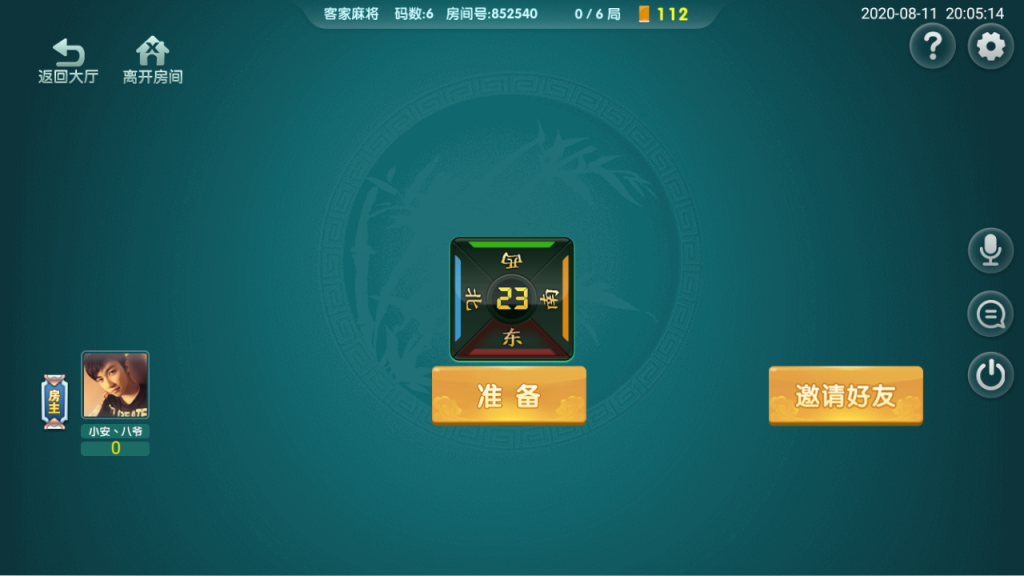 客家麻将 码数:6 房间号:852540 0 / 6 局 112
2020-08-11 20:05:14
返回大厅 离开房间
?
西
北 23 南
东
准备
邀请好友
房主
小安丶八爷
0